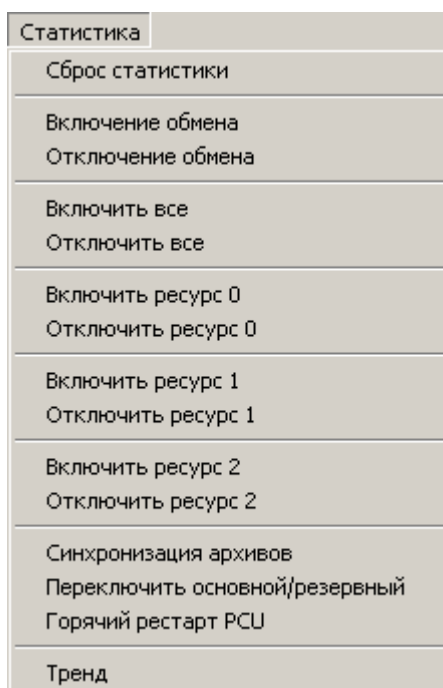 Статистика
Сброс статистики
Включение обмена
Отключение обмена
Включить все
Отключить все
Включить ресурс 0
Отключить ресурс 0
Включить ресурс 1
Отключить ресурс 1
Включить ресурс 2
Отключить ресурс 2
Синхронизация архивов
Переключить основной/резервный
Горячий рестарт PCU
Тренд